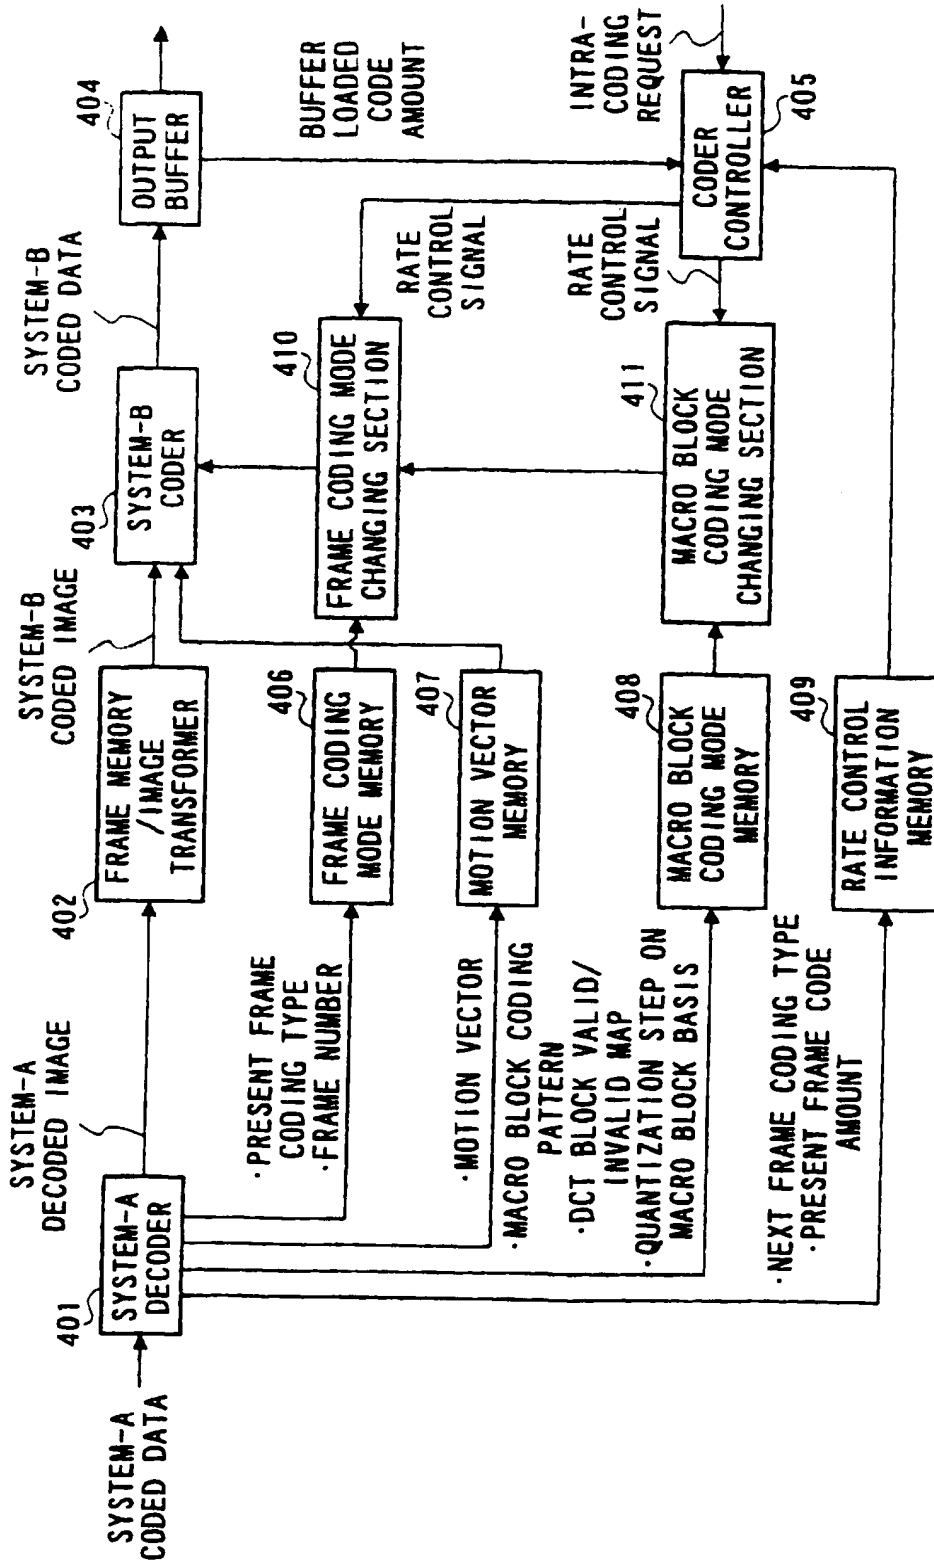 SYSTEM-A
CODED DATA
401
SYSTEM-A
DECODER
SYSTEM-A
DECODED IMAGE
402
FRAME MEMORY
/IMAGE
TRANSFORMER
SYSTEM-B
CODED IMAGE
403
SYSTEM-B
CODER
SYSTEM-B
CODED DATA
404
OUTPUT
BUFFER
·PRESENT FRAME
CODING TYPE
·FRAME NUMBER
406
FRAME CODING
MODE MEMORY
410
FRAME CODING MODE
CHANGING SECTION
RATE
CONTROL
SIGNAL
BUFFER
LOADED
CODE
AMOUNT
·MOTION VECTOR
407
MOTION VECTOR
MEMORY
·MACRO BLOCK CODING
PATTERN
·DCT BLOCK VALID/
INVALID MAP
·QUANTIZATION STEP ON
MACRO BLOCK BASIS
408
MACRO BLOCK
CODING MODE
MEMORY
411
MACRO BLOCK
CODING MODE
CHANGING SECTION
RATE
CONTROL
SIGNAL
INTRA-
CODING
REQUEST
CODER
CONTROLLER
405
·NEXT FRAME CODING TYPE
·PRESENT FRAME CODE
AMOUNT
409
RATE CONTROL
INFORMATION
MEMORY